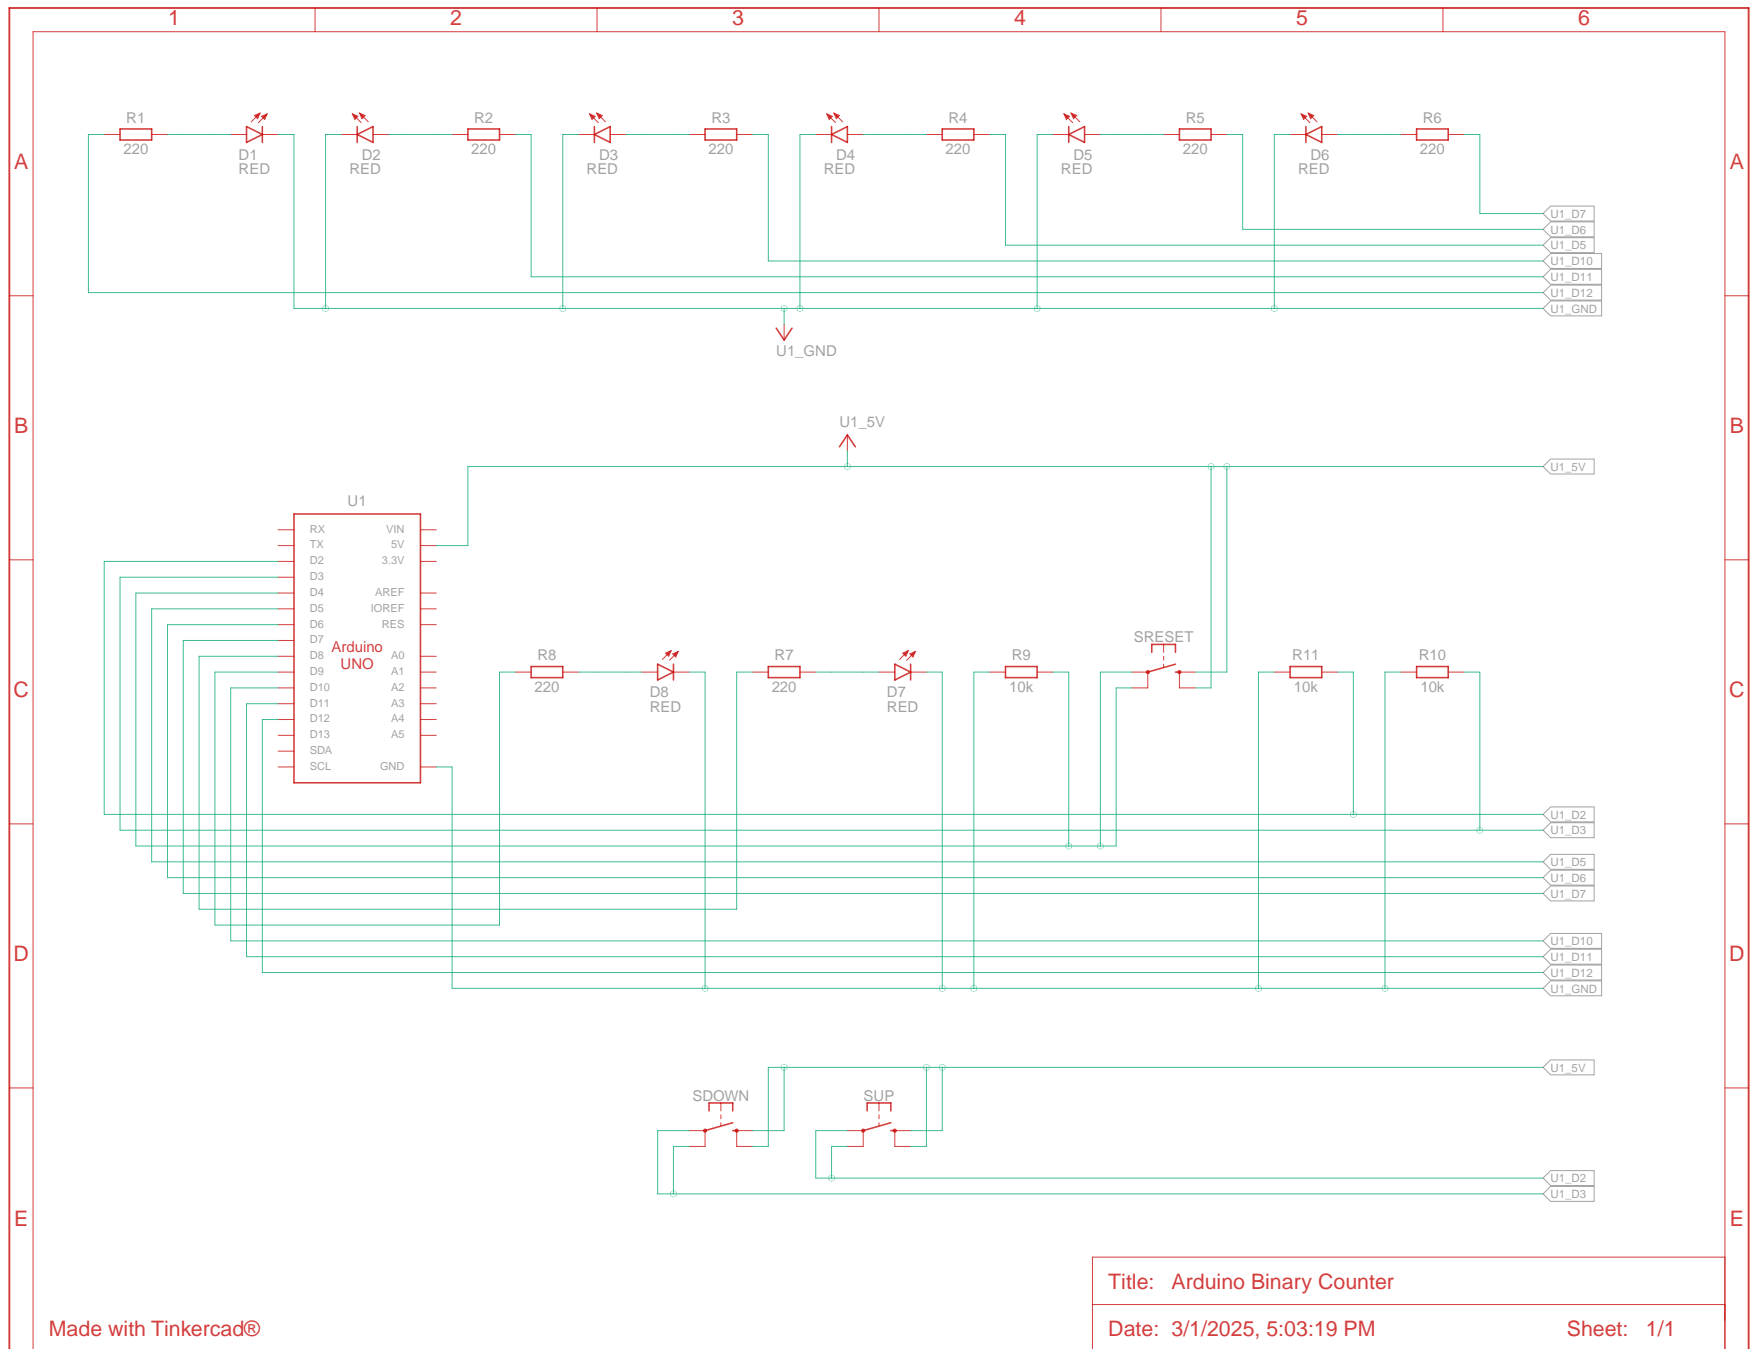 1 2 3 4 5 6
A A
R1 R2 R3 R4 R5 R6
220 220 220 220 220 220
D1 D2 D3 D4 D5 D6
RED RED RED RED RED RED
U1_D7
U1_D6
U1_D5
U1_D10
U1_D11
U1_D12
U1_GND
U1_GND
B B
U1_5V
U1_5V
U1
RX VIN
TX 5V
D2 3.3V
D3
D4 AREF
D5 IOREF
D6 RES
D7
Arduino
UNO
D8 A0
D9 A1
D10 A2
D11 A3
D12 A4
D13 A5
SDA
SCL GND
C C
SRESET
R8 R7 R9 R11 R10
220 220 10k 10k 10k
D8 D7
RED RED
U1_D2
U1_D3
U1_D5
U1_D6
U1_D7
D D
U1_D10
U1_D11
U1_D12
U1_GND
U1_5V
SDOWN SUP
U1_D2
U1_D3
E E
Title: Arduino Binary Counter
Made with Tinkercad®
Date: 3/1/2025, 5:03:19 PM Sheet: 1/1